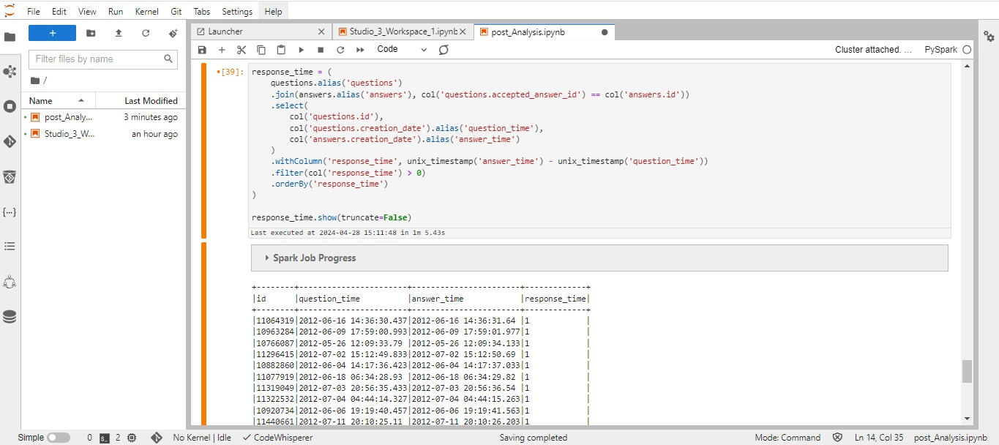 File Edit View Run Kernel Git Tabs Settings Help
+
Filter files by name
/
Name Last Modified
post_Analy... 3 minutes ago
Studio_3_W... an hour ago
Launcher
Studio_3_Workspace_1.ipynb
post_Analysis.ipynb
Code
Cluster attached. ... PySpark
[39]:
response_time = (
    questions.alias('questions')
    .join(answers.alias('answers'), col('questions.accepted_answer_id') == col('answers.id'))
    .select(
        col('questions.id'),
        col('questions.creation_date').alias('question_time'),
        col('answers.creation_date').alias('answer_time')
    )
    .withColumn('response_time', unix_timestamp('answer_time') - unix_timestamp('question_time'))
    .filter(col('response_time') > 0)
    .orderBy('response_time')
)
response_time.show(truncate=False)
Last executed at 2024-04-28 15:11:48 in 1m 5.43s
Spark Job Progress
+--------+-----------------------+-----------------------+-------------+
|id      |question_time          |answer_time            |response_time|
+--------+-----------------------+-----------------------+-------------+
|11064319|2012-06-16 14:36:30.437|2012-06-16 14:36:31.64 |1            |
|10963284|2012-06-09 17:59:00.993|2012-06-09 17:59:01.977|1            |
|10766087|2012-05-26 12:09:33.79 |2012-05-26 12:09:34.133|1            |
|11296415|2012-07-02 15:12:49.833|2012-07-02 15:12:50.69 |1            |
|10882860|2012-06-04 14:17:36.423|2012-06-04 14:17:37.033|1            |
|11077919|2012-06-18 06:34:28.93 |2012-06-18 06:34:29.82 |1            |
|11319049|2012-07-03 20:56:35.433|2012-07-03 20:56:36.54 |1            |
|11322532|2012-07-04 04:44:14.327|2012-07-04 04:44:15.263|1            |
|10920734|2012-06-06 19:19:40.457|2012-06-06 19:19:41.563|1            |
|11440661|2012-07-11 20:10:25.11 |2012-07-11 20:10:26.203|1            |
Simple 0 2 No Kernel | Idle CodeWhisperer Saving completed Mode: Command Ln 14, Col 35 post_Analysis.ipynb